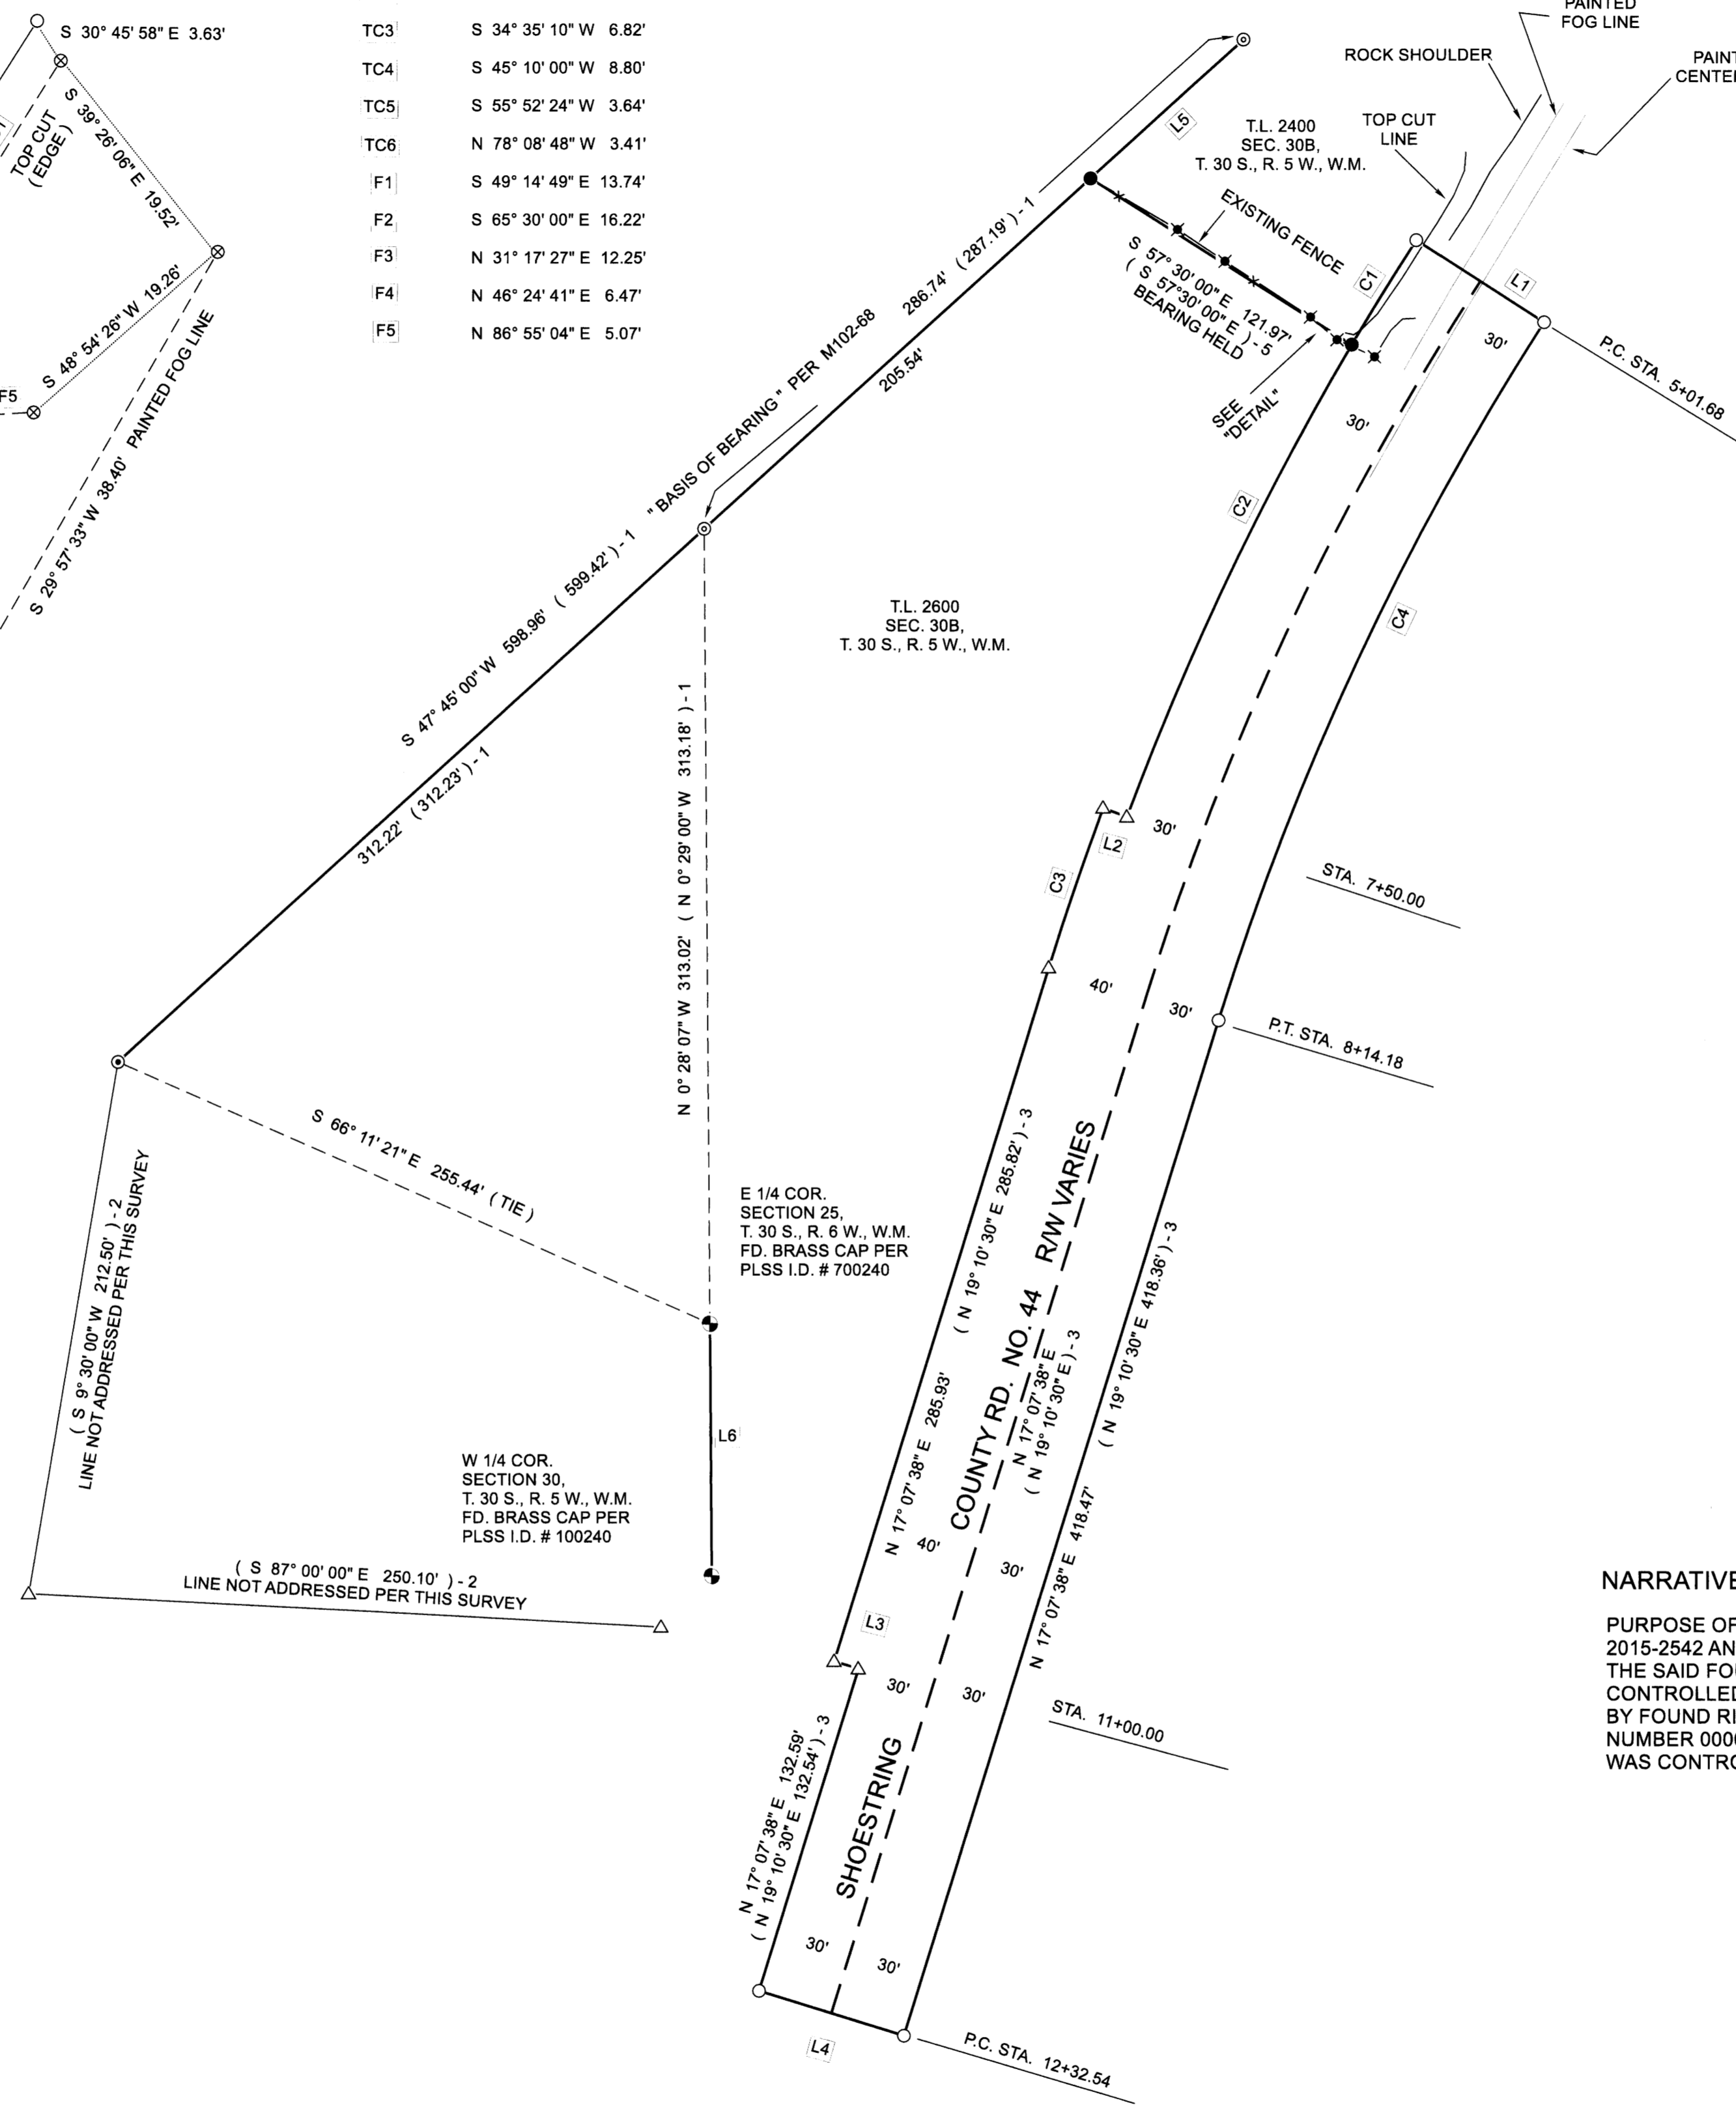 S 30° 45' 58" E 3.63'
S 39° 26' 06" E 19.52'
TOP CUT
( EDGE )
S 48° 54' 26" W 19.26'
F5
S 29° 57' 33" W 38.40' PAINTED FOG LINE
TC3 S 34° 35' 10" W 6.82'
TC4 S 45° 10' 00" W 8.80'
TC5 S 55° 52' 24" W 3.64'
TC6 N 78° 08' 48" W 3.41'
F1 S 49° 14' 49" E 13.74'
F2 S 65° 30' 00" E 16.22'
F3 N 31° 17' 27" E 12.25'
F4 N 46° 24' 41" E 6.47'
F5 N 86° 55' 04" E 5.07'
PAINTED
FOG LINE
ROCK SHOULDER
PAINT
CENTER
TOP CUT
LINE
L5
T.L. 2400
SEC. 30B,
T. 30 S., R. 5 W., W.M.
EXISTING FENCE
S 57° 30' 00" E 121.97'
( S 57°30' 00" E ) - 5
BEARING HELD
C1
L1
30'
P.C. STA. 5+01.68
SEE
"DETAIL"
30'
286.74' ( 287.19' ) - 1
205.54'
" BASIS OF BEARING " PER M102-68
S 47° 45' 00" W 598.96' ( 599.42' ) - 1
312.22' ( 312.23' ) - 1
C2
C4
T.L. 2600
SEC. 30B,
T. 30 S., R. 5 W., W.M.
N 0° 28' 07" W 313.02' ( N 0° 29' 00" W 313.18' ) - 1
30'
L2
C3
STA. 7+50.00
40'
30'
P.T. STA. 8+14.18
S 66° 11' 21" E 255.44' ( TIE )
E 1/4 COR.
SECTION 25,
T. 30 S., R. 6 W., W.M.
FD. BRASS CAP PER
PLSS I.D. # 700240
( S 9° 30' 00" W 212.50' ) - 2
LINE NOT ADDRESSED PER THIS SURVEY
L6
W 1/4 COR.
SECTION 30,
T. 30 S., R. 5 W., W.M.
FD. BRASS CAP PER
PLSS I.D. # 100240
( S 87° 00' 00" E 250.10' ) - 2
LINE NOT ADDRESSED PER THIS SURVEY
N 17° 07' 38" E 285.93' ( N 19° 10' 30" E 285.82' ) - 3
SHOESTRING COUNTY RD. NO. 44 R/W VARIES
N 17° 07' 38" E
( N 19° 10' 30" E ) - 3
N 17° 07' 38" E 418.47' ( N 19° 10' 30" E 418.36' ) - 3
40'
30'
L3
30'
30'
STA. 11+00.00
N 17° 07' 38" E 132.59'
( N 19° 10' 30" E 132.54' ) - 3
30'
30'
L4
P.C. STA. 12+32.54
NARRATIVE
PURPOSE OF
2015-2542 AN
THE SAID FO
CONTROLLED
BY FOUND RI
NUMBER 000
WAS CONTRO